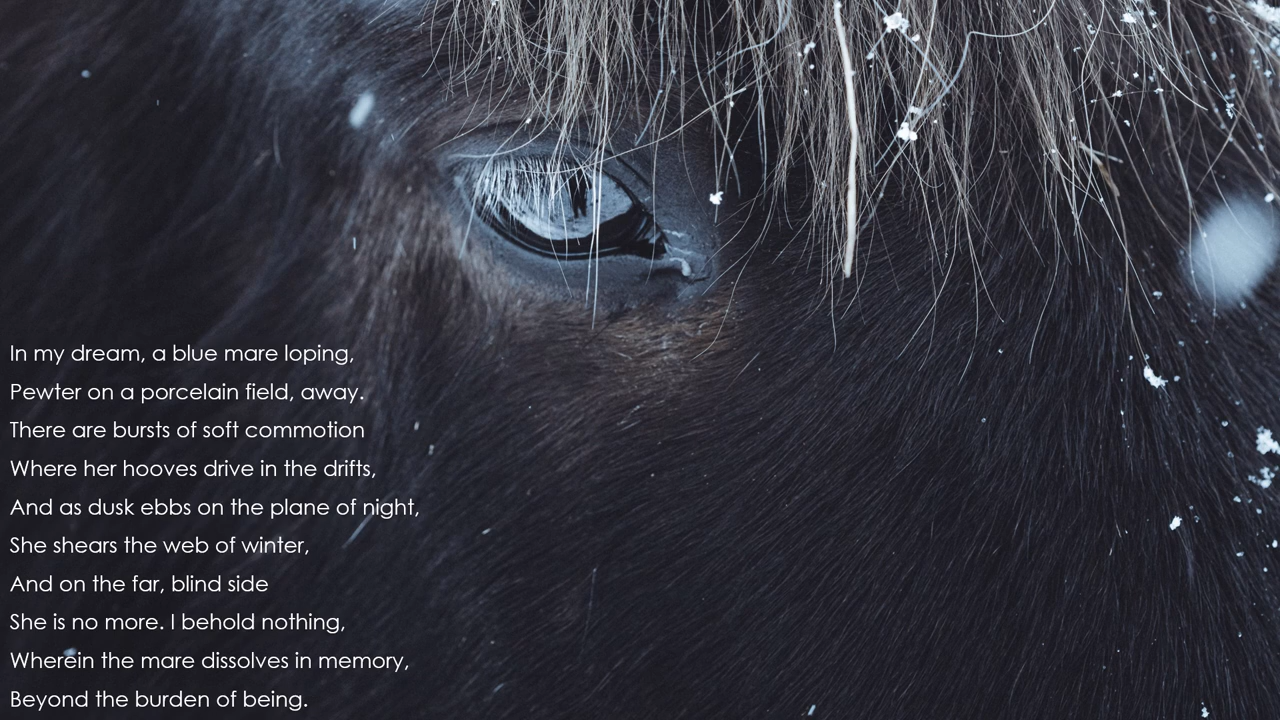 In my dream, a blue mare loping,
Pewter on a porcelain field, away.
There are bursts of soft commotion
Where her hooves drive in the drifts,
And as dusk ebbs on the plane of night,
She shears the web of winter,
And on the far, blind side
She is no more. I behold nothing,
Wherein the mare dissolves in memory,
Beyond the burden of being.